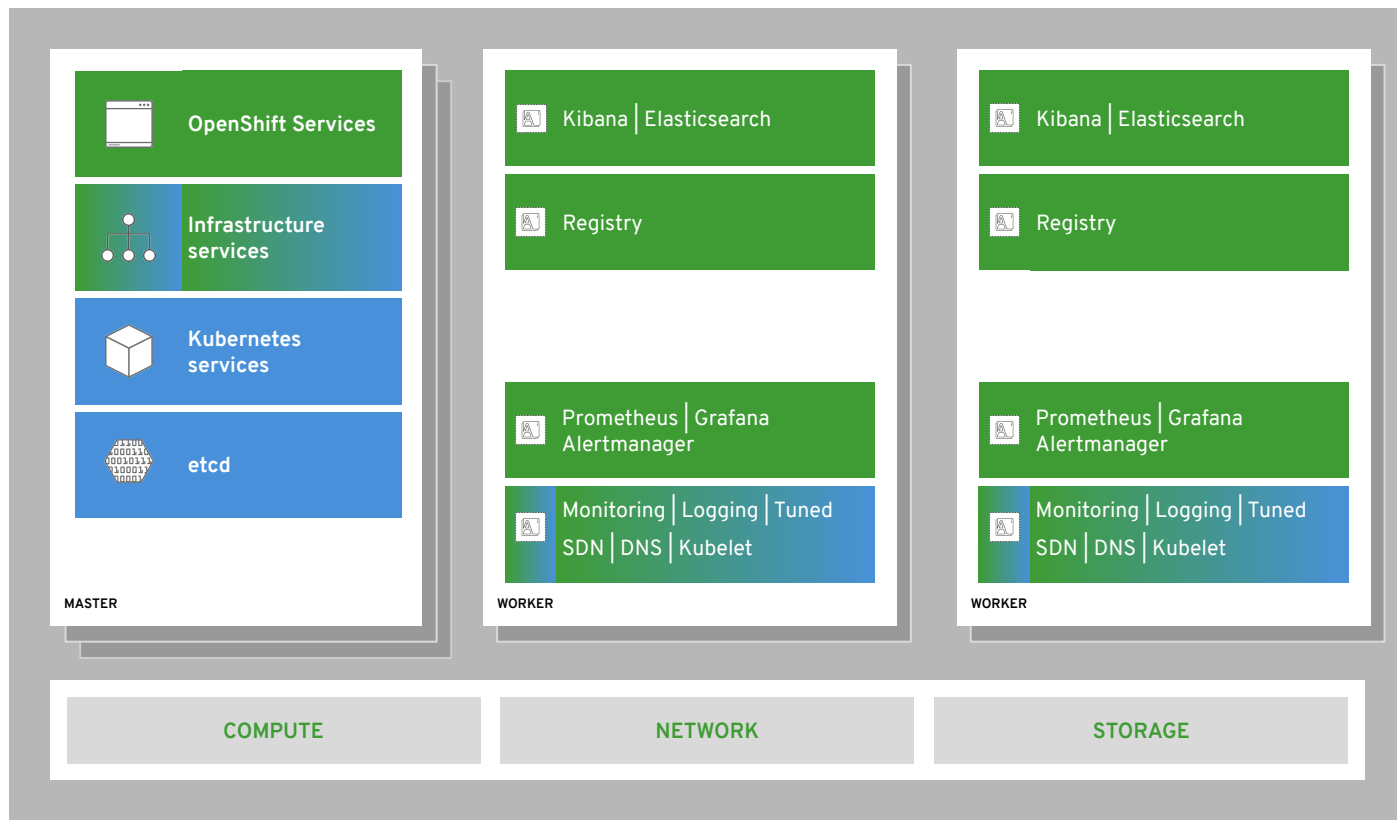 OpenShift Services
Infrastructure
services
Kubernetes
services
etcd
MASTER
Kibana | Elasticsearch
Registry
Prometheus | Grafana
Alertmanager
Monitoring | Logging | Tuned
SDN | DNS | Kubelet
WORKER
Kibana | Elasticsearch
Registry
Prometheus | Grafana
Alertmanager
Monitoring | Logging | Tuned
SDN | DNS | Kubelet
WORKER
COMPUTE
NETWORK
STORAGE